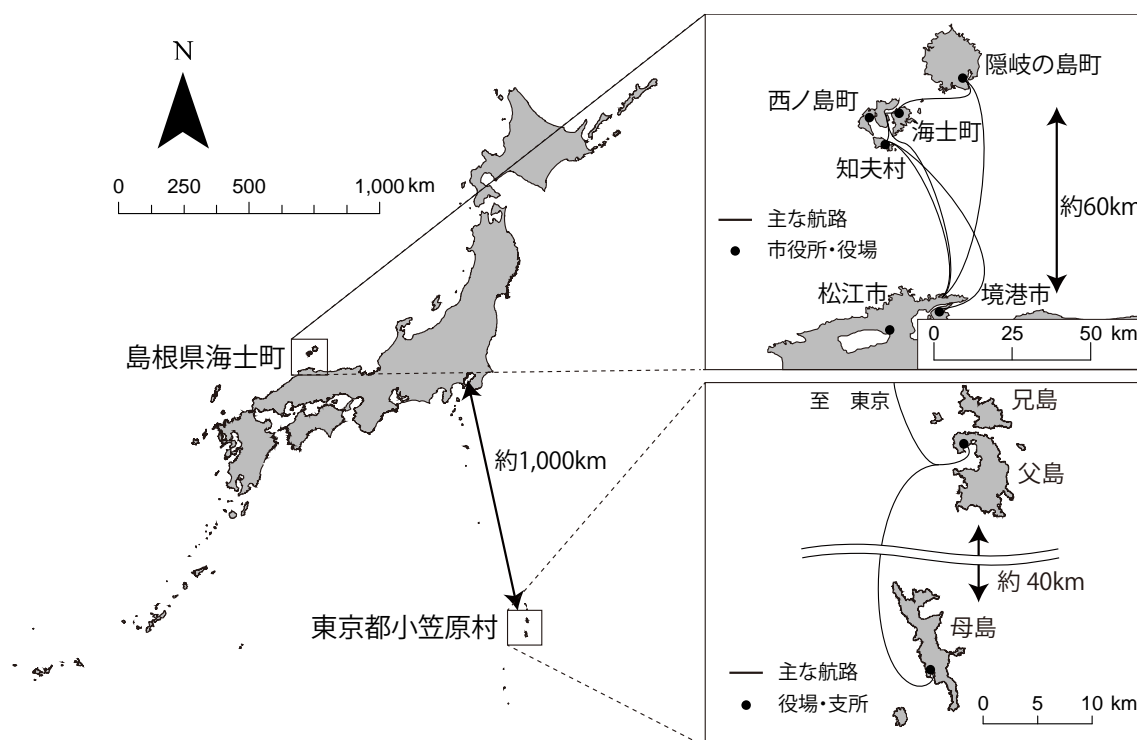 N
0 250 500 1,000 km
島根県海士町
約1,000km
東京都小笠原村
隠岐の島町
西ノ島町
海士町
知夫村
約60km
主な航路
市役所・役場
松江市 境港市
0 25 50 km
至 東京
兄島
父島
約 40km
母島
主な航路
役場・支所
0 5 10 km